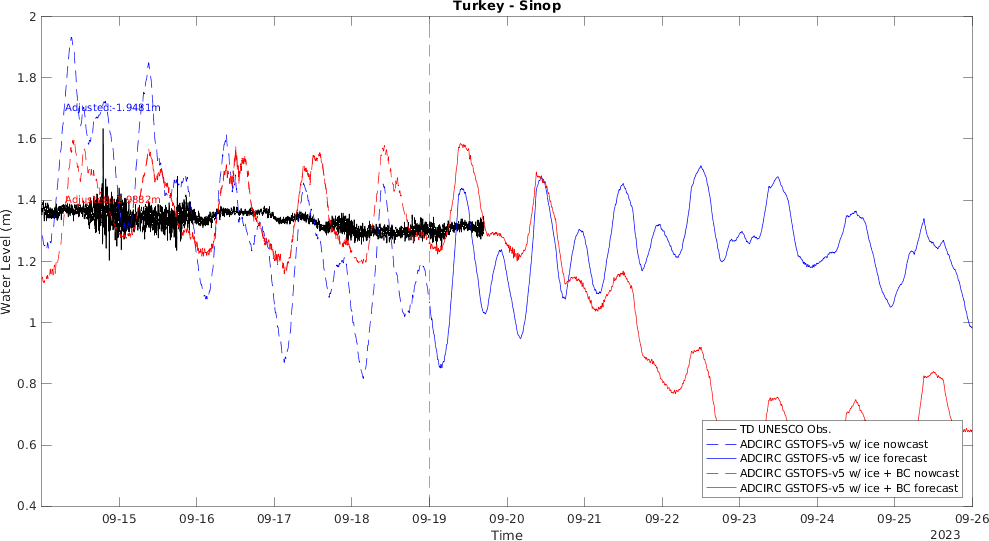 Turkey - Sinop
2
1.8
1.6
1.4
1.2
1
0.8
0.6
0.4
Water Level (m)
Adjusted:-1.9481m
TD UNESCO Obs.
ADCIRC GSTOFS-v5 w/ ice nowcast
ADCIRC GSTOFS-v5 w/ ice forecast
ADCIRC GSTOFS-v5 w/ ice + BC nowcast
ADCIRC GSTOFS-v5 w/ ice + BC forecast
09-15 09-16 09-17 09-18 09-19 09-20 09-21 09-22 09-23 09-24 09-25 09-26
Time
2023